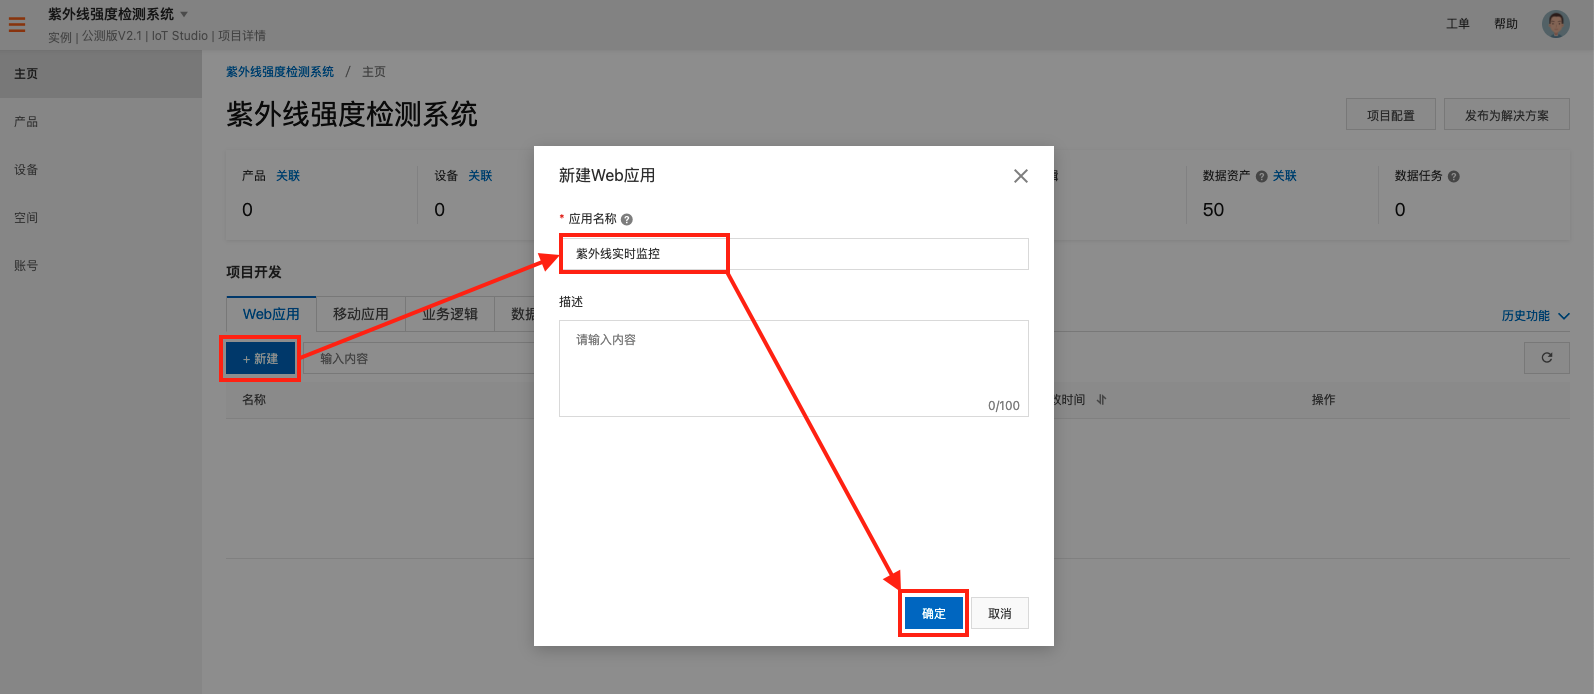 紫外线强度检测系统
实例 | 公测版V2.1 | IoT Studio | 项目详情
工单 帮助
主页
产品
设备
空间
账号
紫外线强度检测系统 / 主页
紫外线强度检测系统
项目配置 发布为解决方案
产品 关联
0
设备 关联
0
数据资产 关联
50
数据任务
0
项目开发
Web应用 移动应用 业务逻辑 数据
历史功能
+ 新建 输入内容
名称 时间 操作
新建Web应用
* 应用名称
紫外线实时监控
描述
请输入内容
0/100
确定 取消